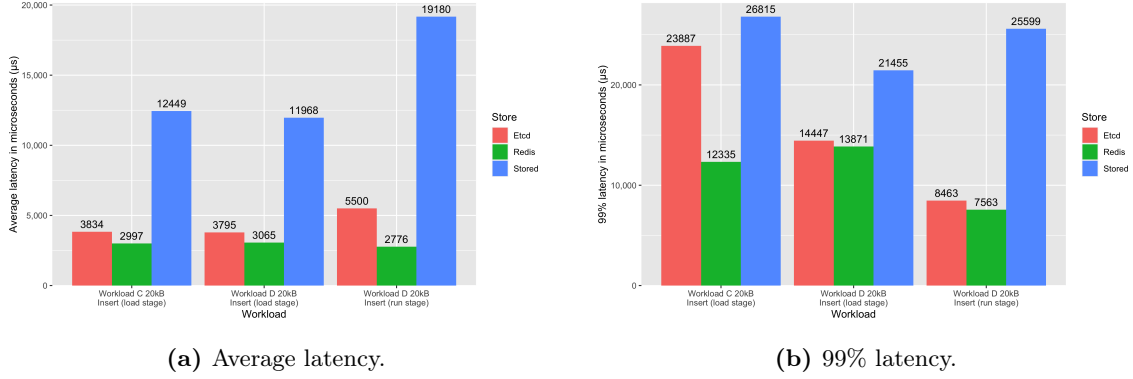 20,000
15,000
10,000
5,000
0
Average latency in microseconds (µs)
3834
2997
12449
3795
3065
11968
5500
2776
19180
Workload C 20kB
Insert (load stage)
Workload D 20kB
Insert (load stage)
Workload D 20kB
Insert (run stage)
Workload
Store
Etcd
Redis
Stored
(a) Average latency.
20,000
10,000
0
99% latency in microseconds (µs)
23887
12335
26815
14447
13871
21455
8463
7563
25599
Workload C 20kB
Insert (load stage)
Workload D 20kB
Insert (load stage)
Workload D 20kB
Insert (run stage)
Workload
Store
Etcd
Redis
Stored
(b) 99% latency.